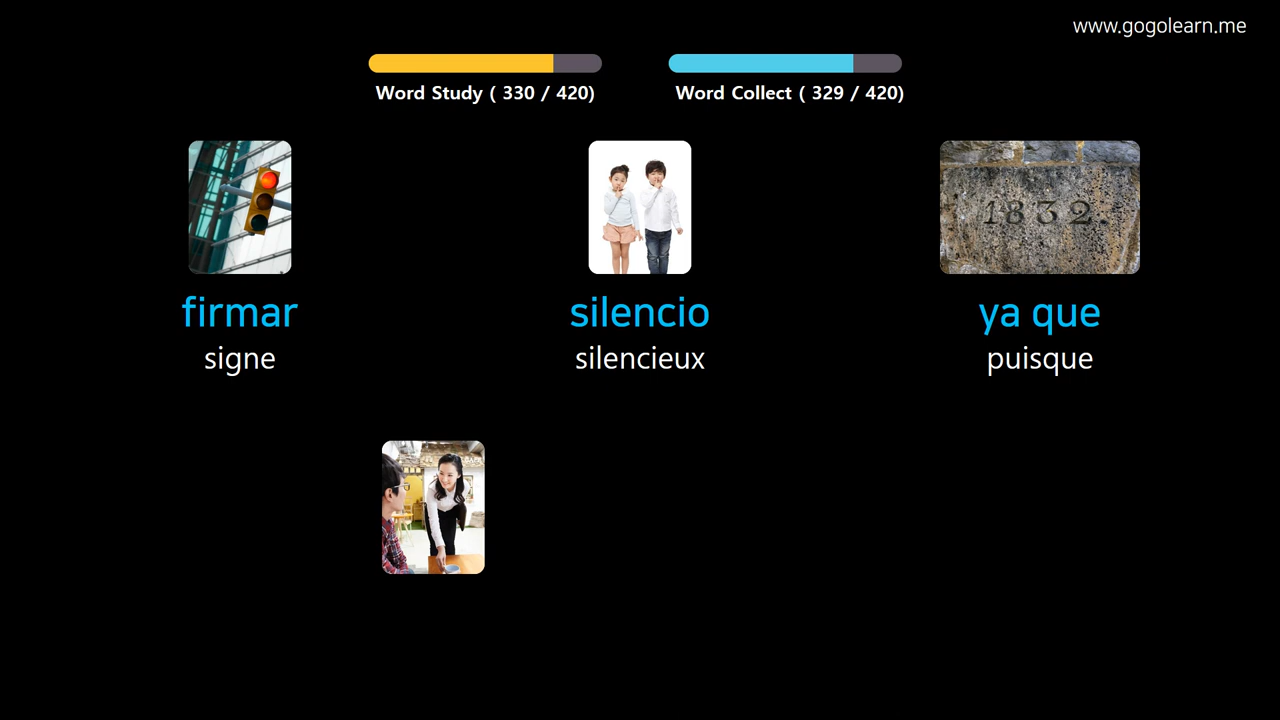 www.gogolearn.me
Word Study ( 330 / 420)
Word Collect ( 329 / 420)
1832.
firmar
silencio
ya que
signe
silencieux
puisque